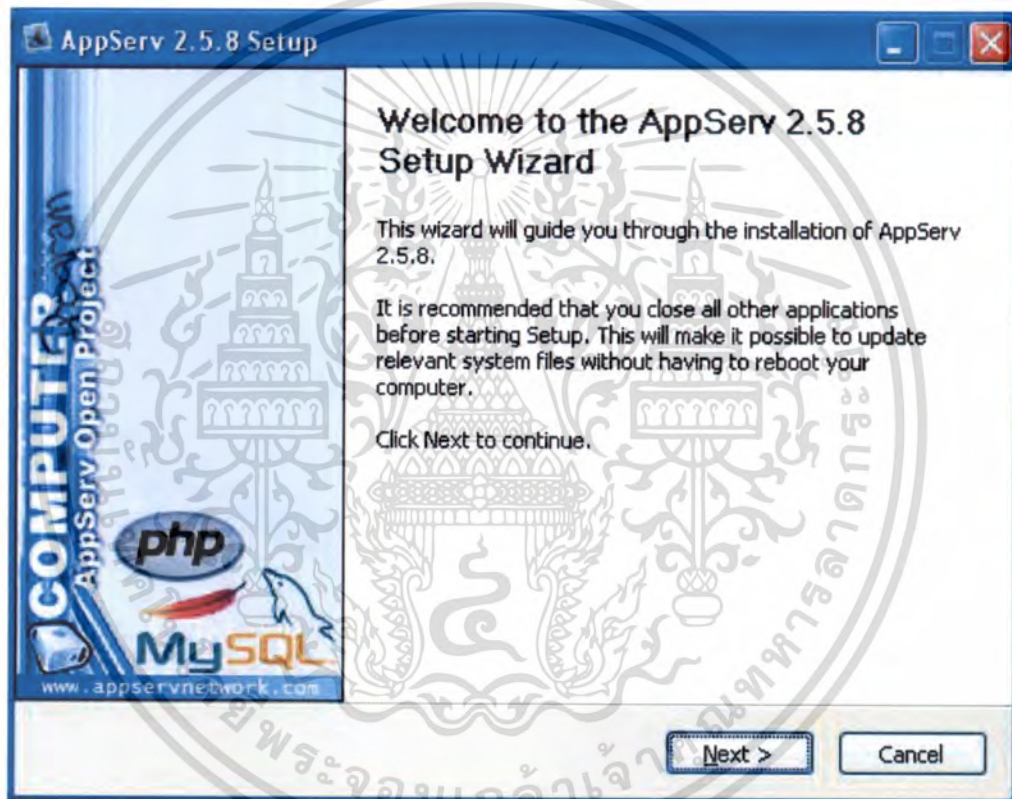 AppServ 2.5.8 Setup
Welcome to the AppServ 2.5.8
Setup Wizard
This wizard will guide you through the installation of AppServ
2.5.8.
It is recommended that you close all other applications
before starting Setup. This will make it possible to update
relevant system files without having to reboot your
computer.
Click Next to continue.
COMPUTER
Program
AppServ Open Project
php
MySQL
www.appservnetwork.com
Next >
Cancel